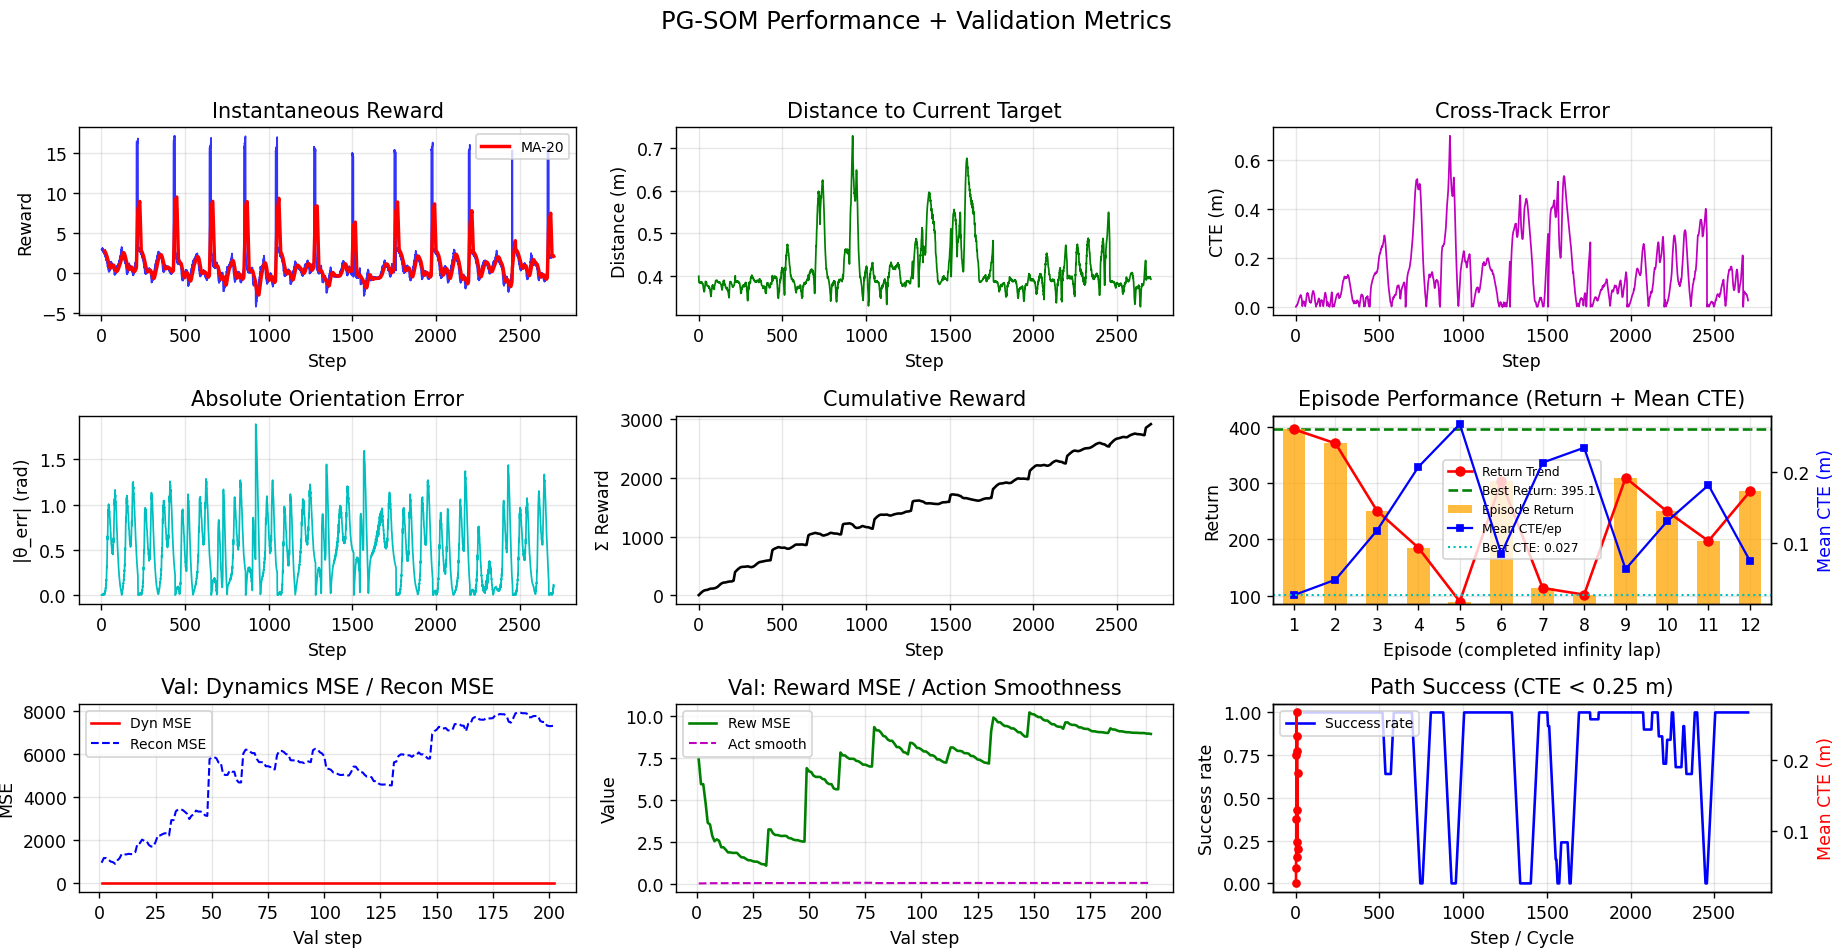 PG-SOM Performance + Validation Metrics
Instantaneous Reward
Reward
15
10
5
0
−5
MA-20
0 500 1000 1500 2000 2500
Step
Distance to Current Target
Distance (m)
0.7
0.6
0.5
0.4
0 500 1000 1500 2000 2500
Step
Cross-Track Error
CTE (m)
0.6
0.4
0.2
0.0
0 500 1000 1500 2000 2500
Step
Absolute Orientation Error
|θ_err| (rad)
1.5
1.0
0.5
0.0
0 500 1000 1500 2000 2500
Step
Cumulative Reward
Σ Reward
3000
2000
1000
0
0 500 1000 1500 2000 2500
Step
Episode Performance (Return + Mean CTE)
Return
400
300
200
100
Return Trend
Best Return: 395.1
Episode Return
Mean CTE/ep
Best CTE: 0.027
0.2
0.1
Mean CTE (m)
1 2 3 4 5 6 7 8 9 10 11 12
Episode (completed infinity lap)
Val: Dynamics MSE / Recon MSE
MSE
8000
6000
4000
2000
0
Dyn MSE
Recon MSE
0 25 50 75 100 125 150 175 200
Val step
Val: Reward MSE / Action Smoothness
Value
10.0
7.5
5.0
2.5
0.0
Rew MSE
Act smooth
0 25 50 75 100 125 150 175 200
Val step
Path Success (CTE < 0.25 m)
Success rate
1.00
0.75
0.50
0.25
0.00
Success rate
0.2
0.1
Mean CTE (m)
0 500 1000 1500 2000 2500
Step / Cycle